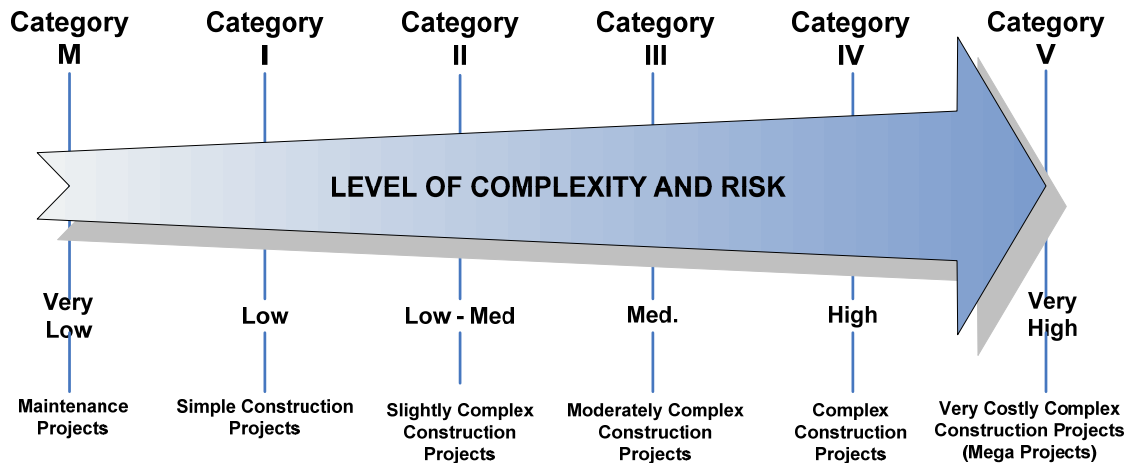 Category
M
Category
I
Category
II
Category
III
Category
IV
Category
V
LEVEL OF COMPLEXITY AND RISK
Very
Low
Low
Low - Med
Med.
High
Very
High
Maintenance
Projects
Simple Construction
Projects
Slightly Complex
Construction
Projects
Moderately Complex
Construction
Projects
Complex
Construction
Projects
Very Costly Complex
Construction Projects
(Mega Projects)